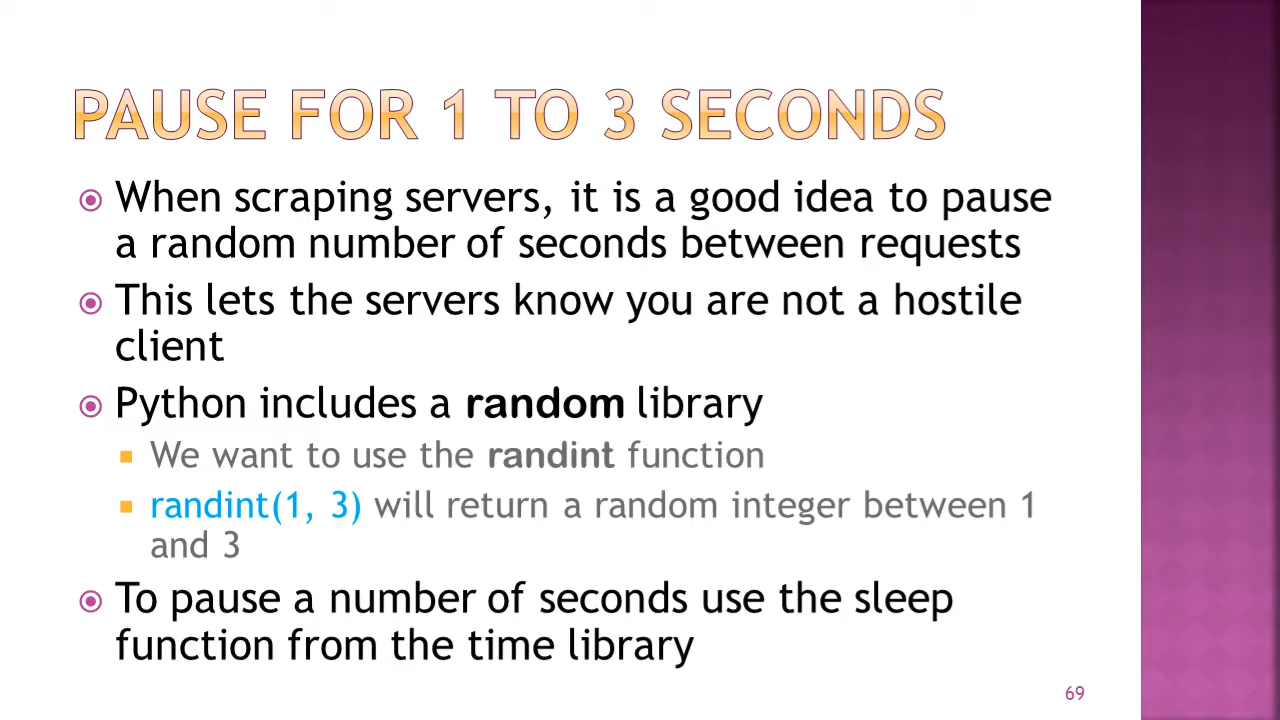 PAUSE FOR 1 TO 3 SECONDS
When scraping servers, it is a good idea to pause
a random number of seconds between requests
This lets the servers know you are not a hostile
client
Python includes a random library
We want to use the randint function
randint(1, 3) will return a random integer between 1
and 3
To pause a number of seconds use the sleep
function from the time library
69